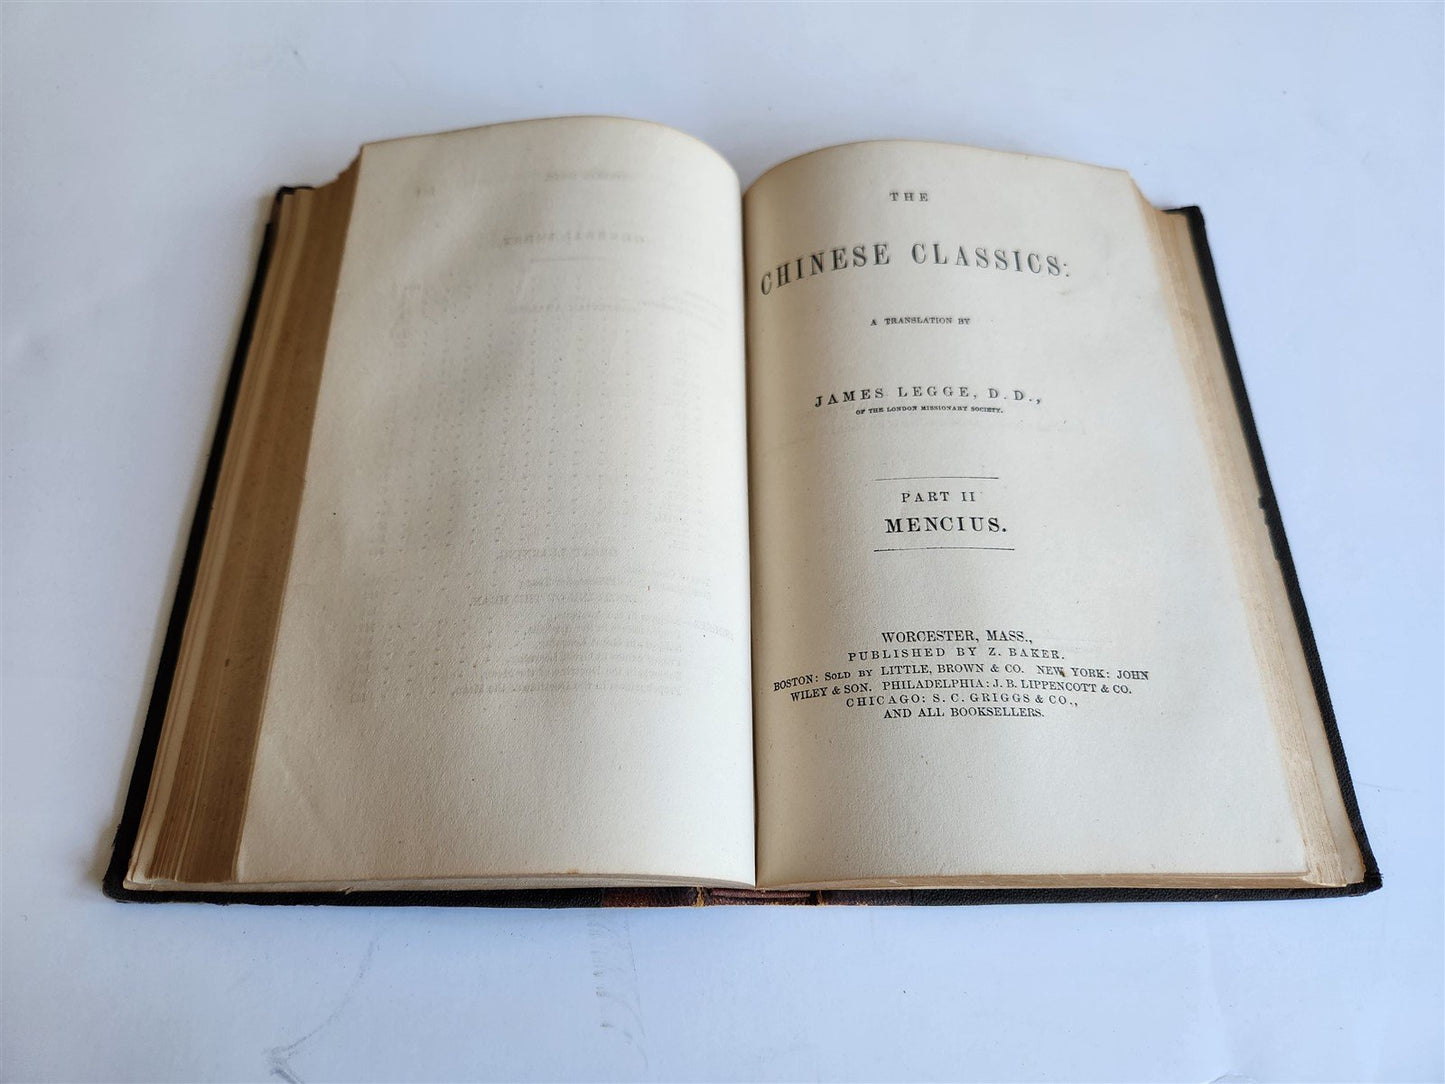 THE
CHINESE CLASSICS:
A TRANSLATION BY
JAMES LEGGE, D.D.,
OF THE LONDON MISSIONARY SOCIETY.
PART II
MENCIUS.
WORCESTER, MASS.,
PUBLISHED BY Z. BAKER.
BOSTON: SOLD BY LITTLE, BROWN & CO. NEW YORK: JOHN
WILEY & SON. PHILADELPHIA: J. B. LIPPENCOTT & CO.
CHICAGO: S. C. GRIGGS & CO.,
AND ALL BOOKSELLERS.